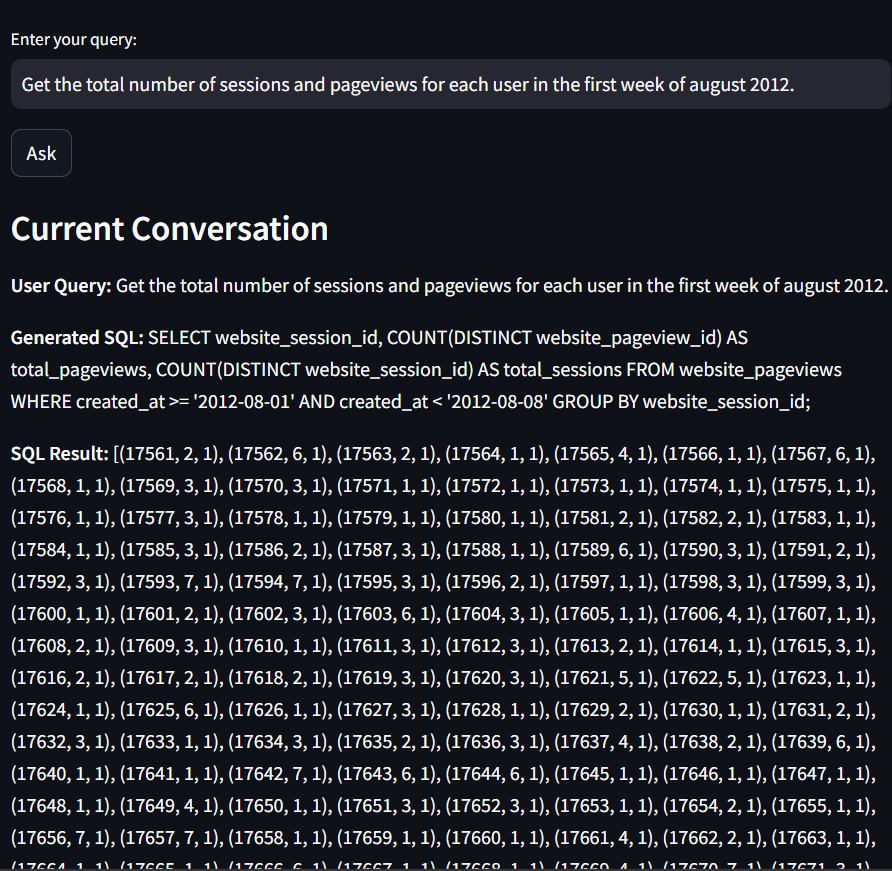 Enter your query:
Get the total number of sessions and pageviews for each user in the first week of august 2012.
Ask
Current Conversation
User Query: Get the total number of sessions and pageviews for each user in the first week of august 2012.
Generated SQL: SELECT website_session_id, COUNT(DISTINCT website_pageview_id) AS
total_pageviews, COUNT(DISTINCT website_session_id) AS total_sessions FROM website_pageviews
WHERE created_at >= '2012-08-01' AND created_at < '2012-08-08' GROUP BY website_session_id;
SQL Result: [(17561, 2, 1), (17562, 6, 1), (17563, 2, 1), (17564, 1, 1), (17565, 4, 1), (17566, 1, 1), (17567, 6, 1),
(17568, 1, 1), (17569, 3, 1), (17570, 3, 1), (17571, 1, 1), (17572, 1, 1), (17573, 1, 1), (17574, 1, 1), (17575, 1, 1),
(17576, 1, 1), (17577, 3, 1), (17578, 1, 1), (17579, 1, 1), (17580, 1, 1), (17581, 2, 1), (17582, 2, 1), (17583, 1, 1),
(17584, 1, 1), (17585, 3, 1), (17586, 2, 1), (17587, 3, 1), (17588, 1, 1), (17589, 6, 1), (17590, 3, 1), (17591, 2, 1),
(17592, 3, 1), (17593, 7, 1), (17594, 7, 1), (17595, 3, 1), (17596, 2, 1), (17597, 1, 1), (17598, 3, 1), (17599, 3, 1),
(17600, 1, 1), (17601, 2, 1), (17602, 3, 1), (17603, 6, 1), (17604, 3, 1), (17605, 1, 1), (17606, 4, 1), (17607, 1, 1),
(17608, 2, 1), (17609, 3, 1), (17610, 1, 1), (17611, 3, 1), (17612, 3, 1), (17613, 2, 1), (17614, 1, 1), (17615, 3, 1),
(17616, 2, 1), (17617, 2, 1), (17618, 2, 1), (17619, 3, 1), (17620, 3, 1), (17621, 5, 1), (17622, 5, 1), (17623, 1, 1),
(17624, 1, 1), (17625, 6, 1), (17626, 1, 1), (17627, 3, 1), (17628, 1, 1), (17629, 2, 1), (17630, 1, 1), (17631, 2, 1),
(17632, 3, 1), (17633, 1, 1), (17634, 3, 1), (17635, 2, 1), (17636, 3, 1), (17637, 4, 1), (17638, 2, 1), (17639, 6, 1),
(17640, 1, 1), (17641, 1, 1), (17642, 7, 1), (17643, 6, 1), (17644, 6, 1), (17645, 1, 1), (17646, 1, 1), (17647, 1, 1),
(17648, 1, 1), (17649, 4, 1), (17650, 1, 1), (17651, 3, 1), (17652, 3, 1), (17653, 1, 1), (17654, 2, 1), (17655, 1, 1),
(17656, 7, 1), (17657, 7, 1), (17658, 1, 1), (17659, 1, 1), (17660, 1, 1), (17661, 4, 1), (17662, 2, 1), (17663, 1, 1),